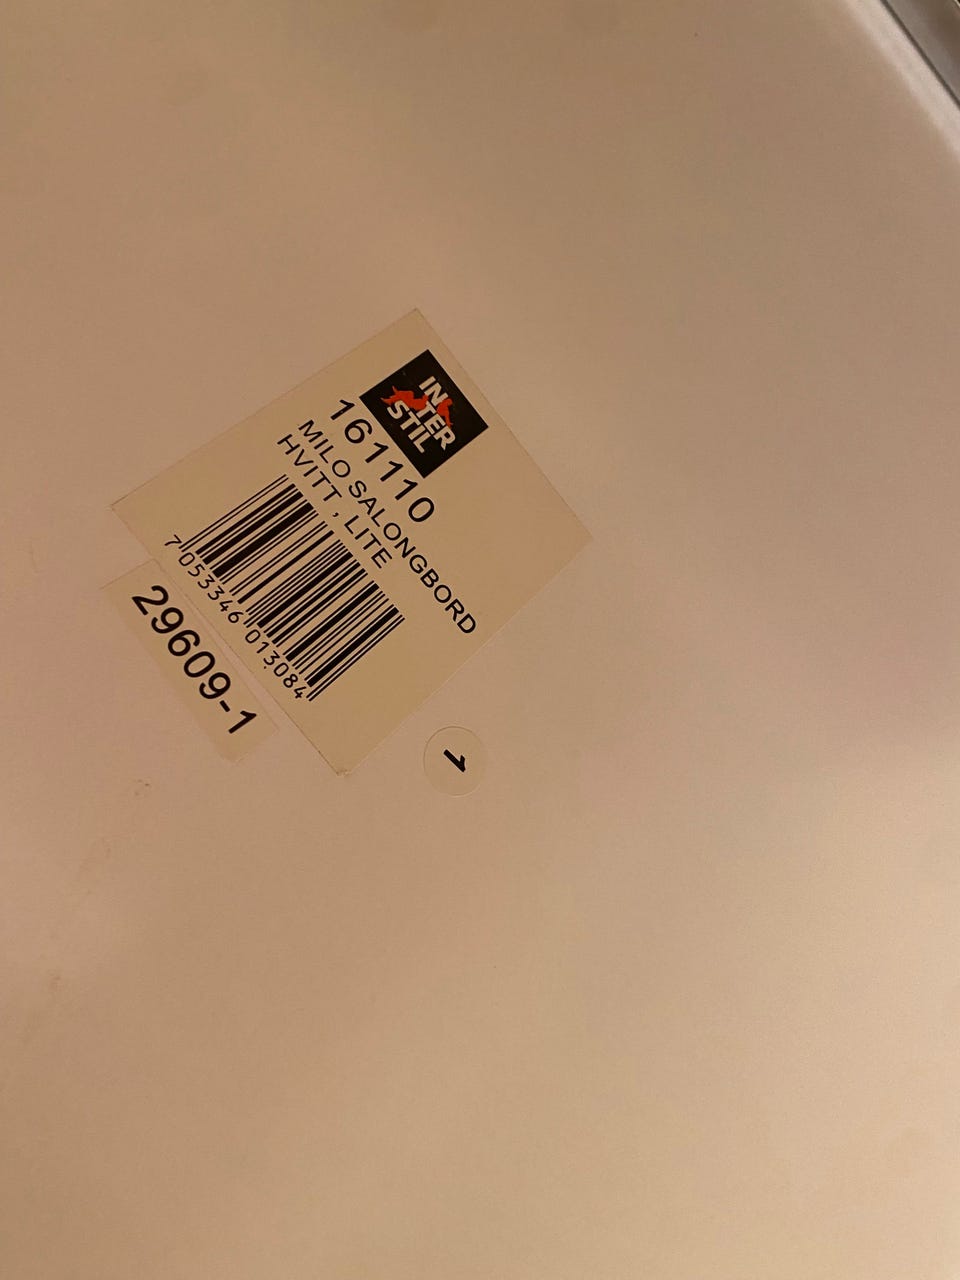 IN
TER
STIL
161110
MILO SALONGBORD
HVITT , LITE
7 053346 013084
29609-1
1